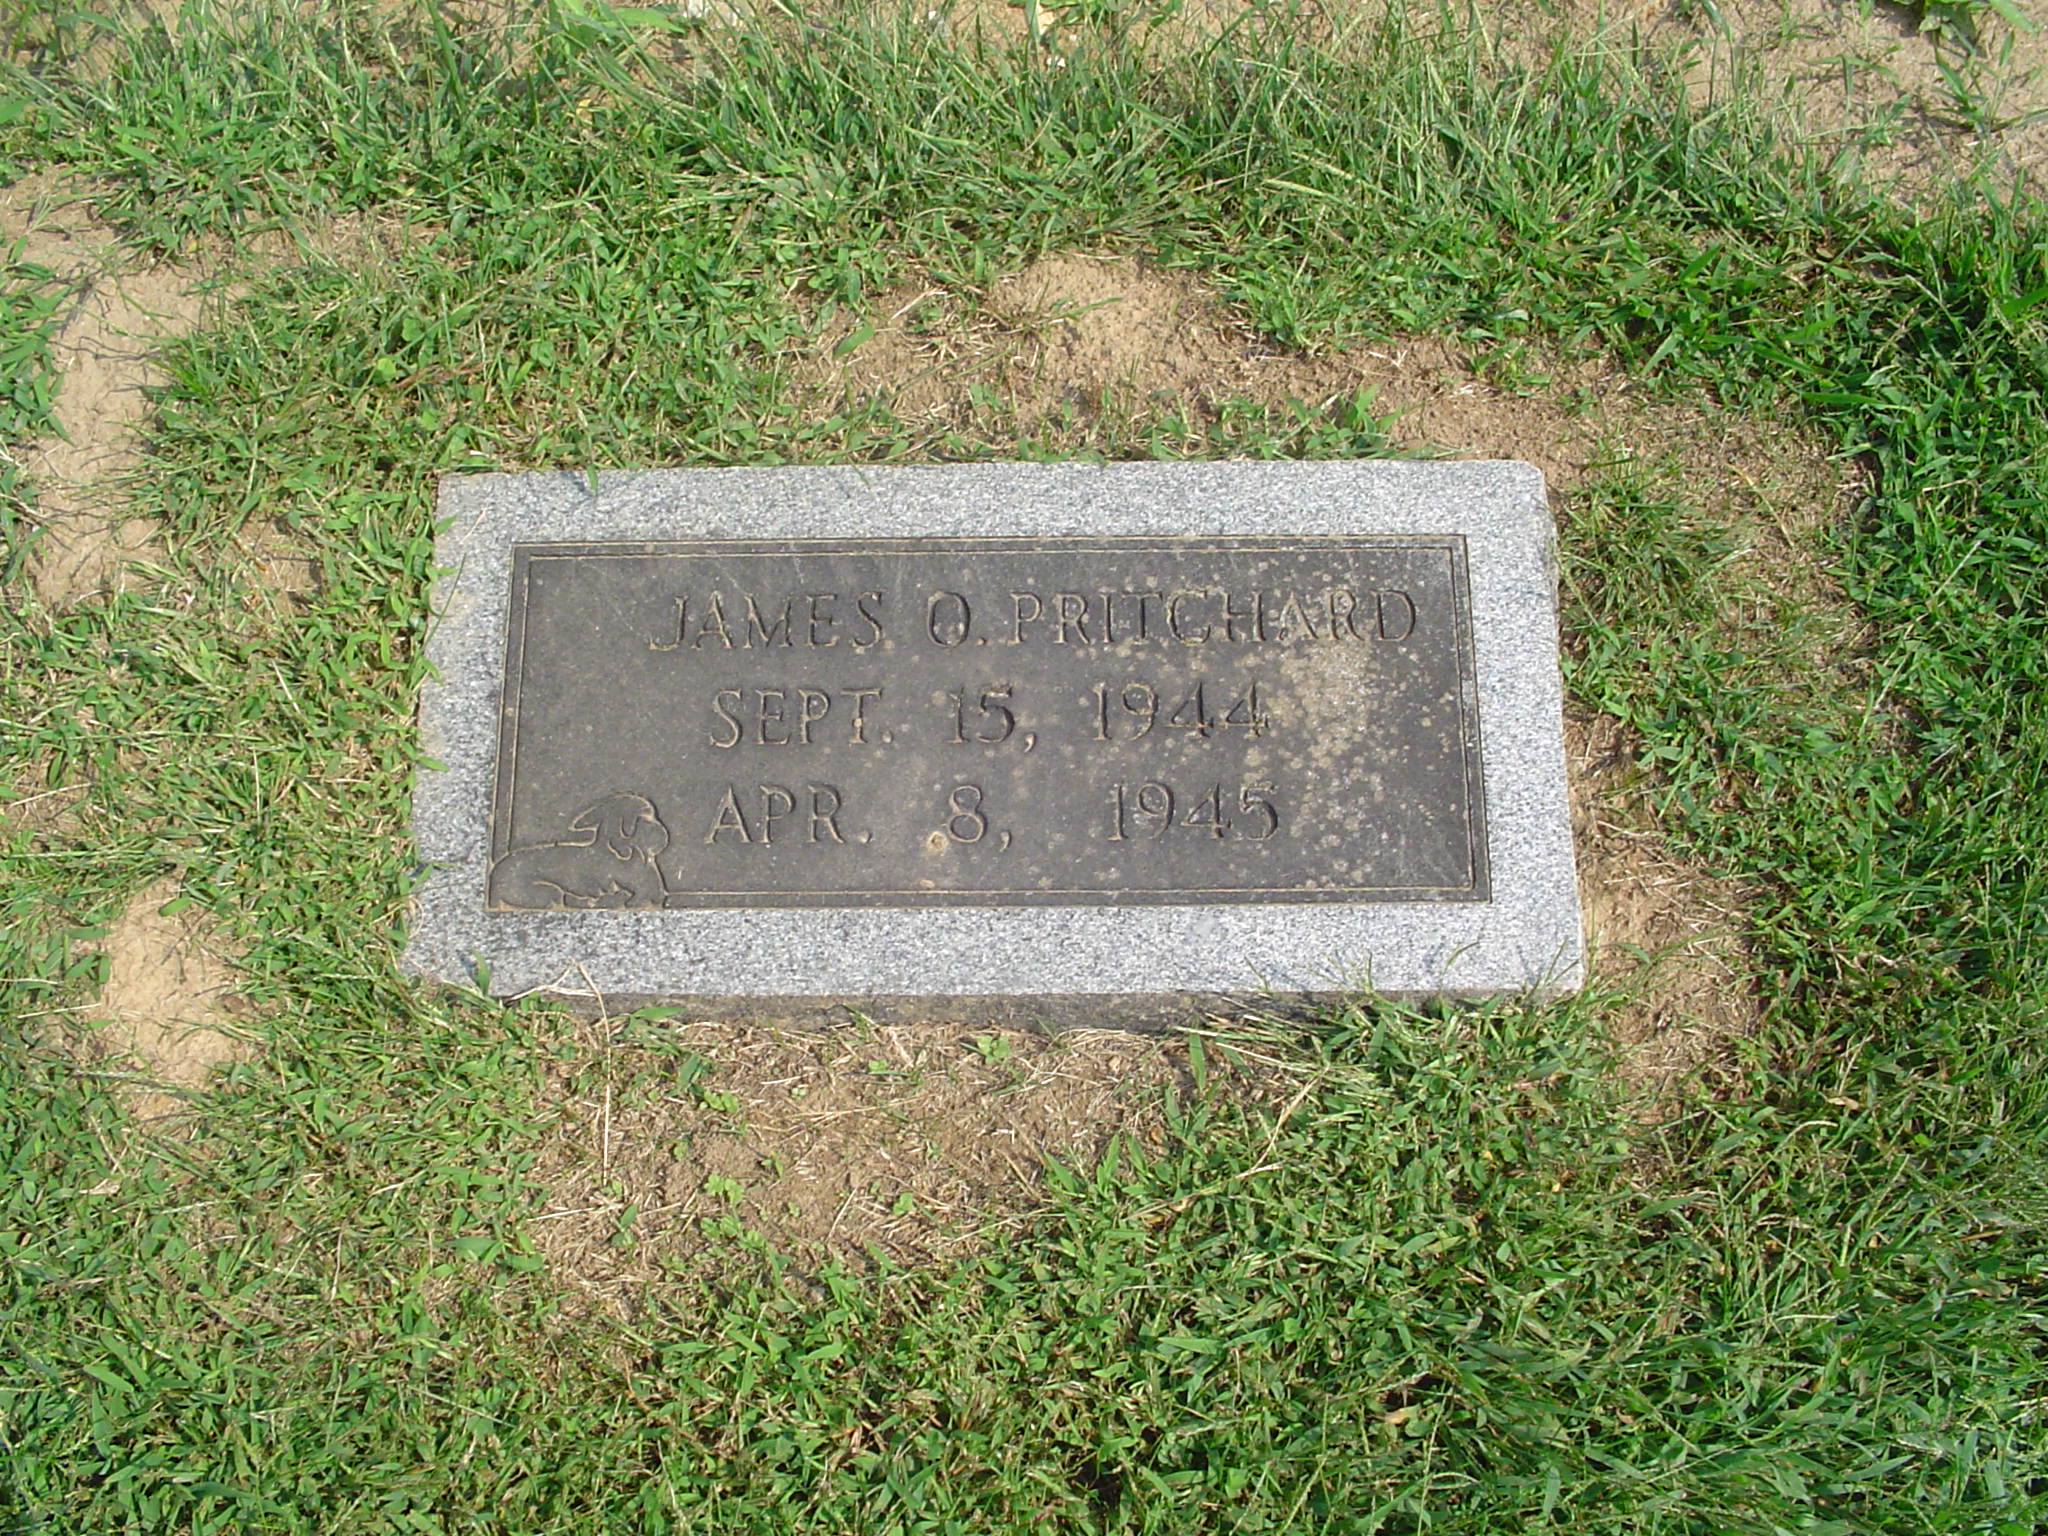 JAMES O. PRITCHARD
SEPT. 15, 1944
APR. 8, 1945